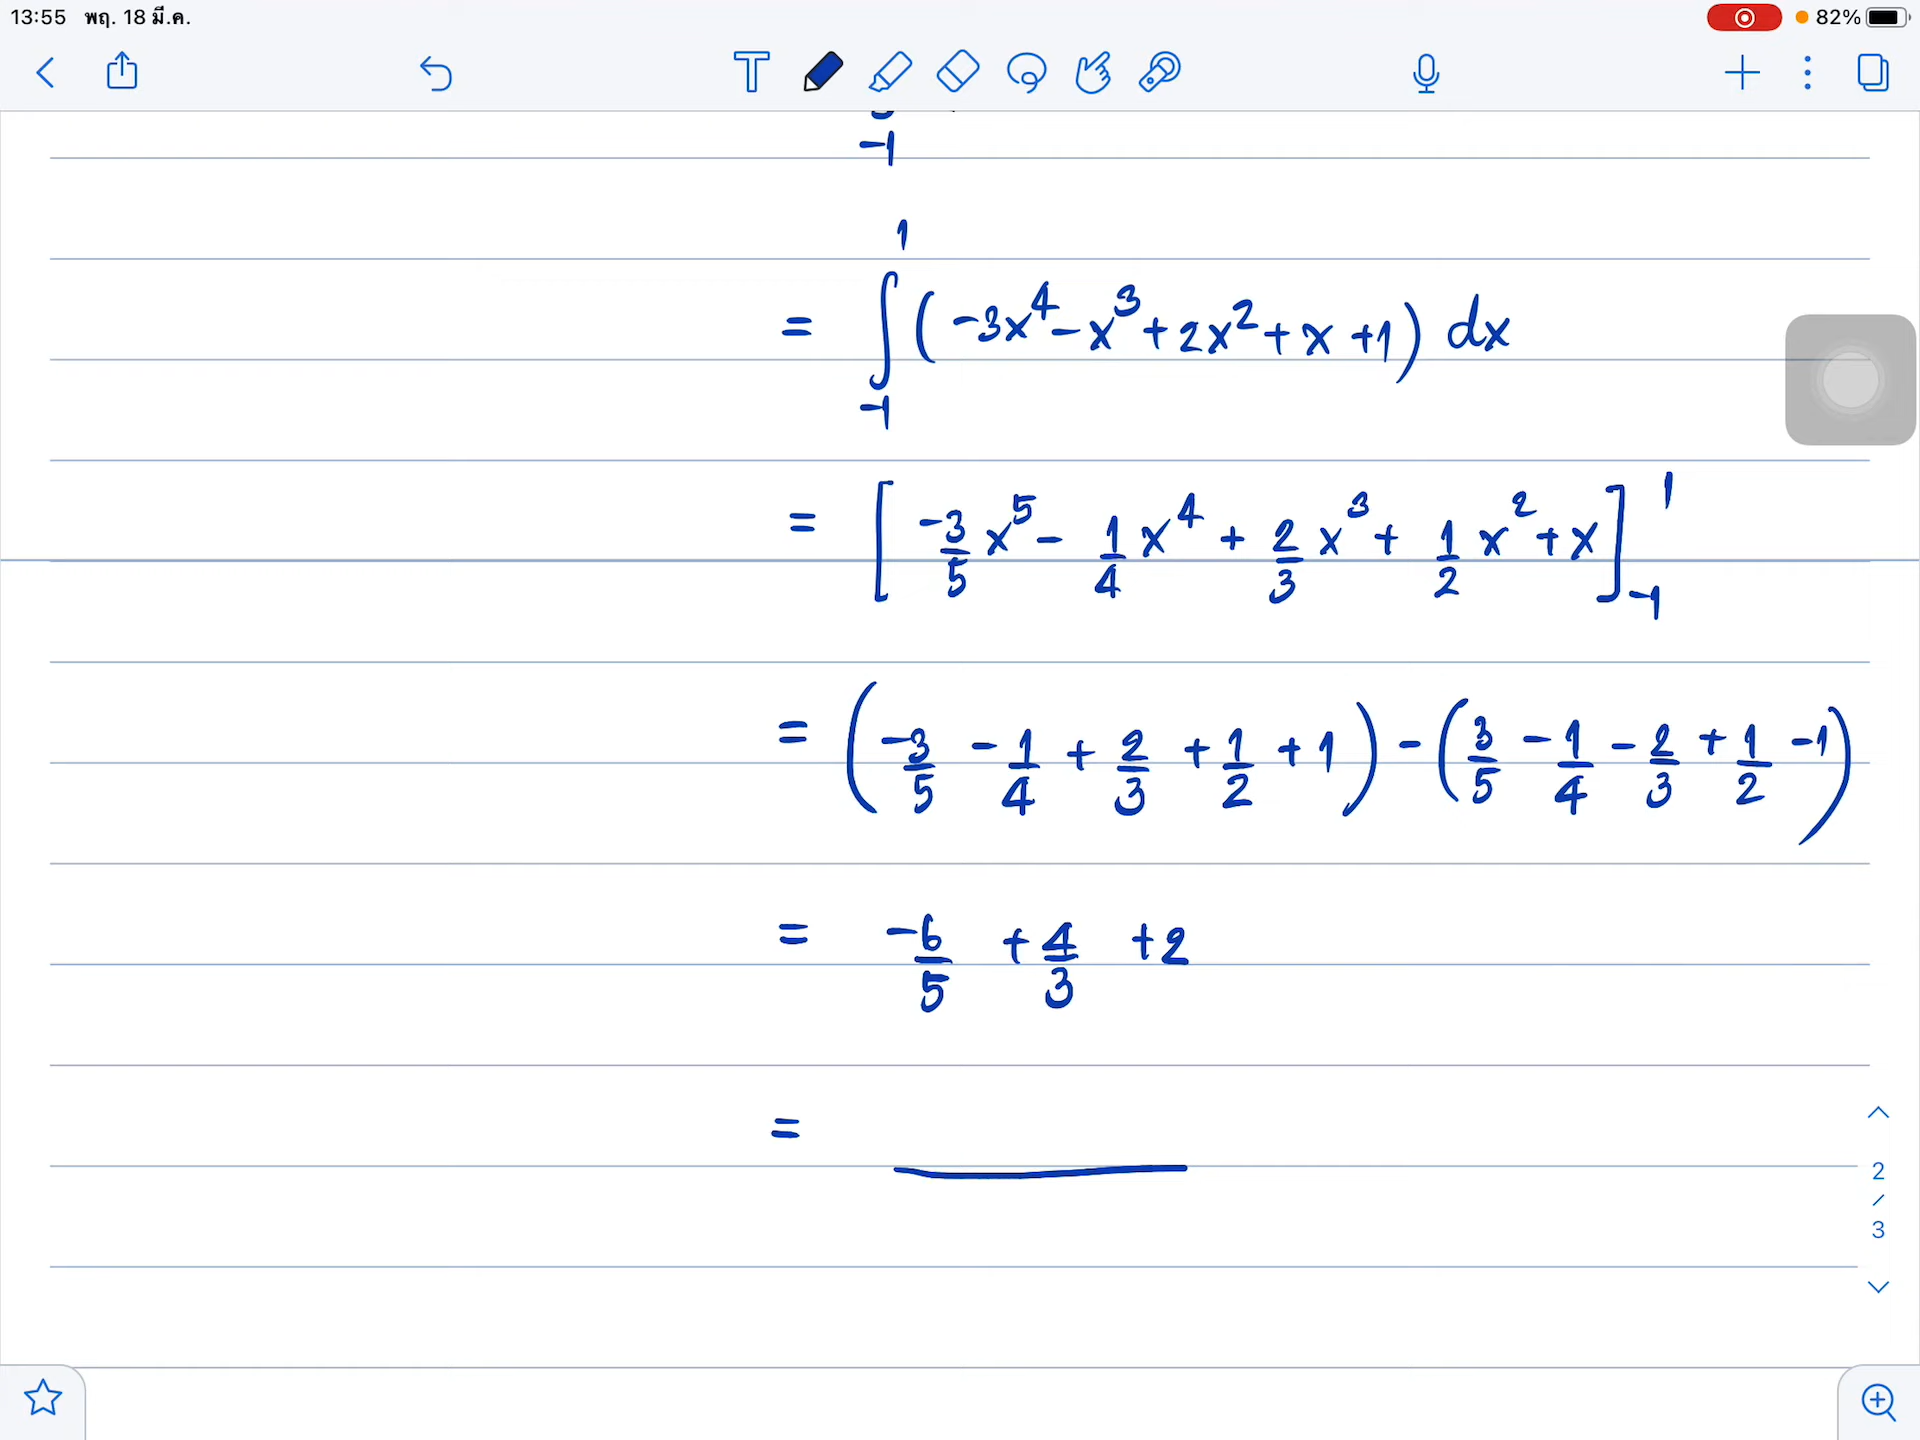 13:55 พฤ. 18 มี.ค. 82%
T
-1
= ∫_{-1}^{1} (-3x⁴ - x³ + 2x² + x + 1) dx
= [-3/5 x⁵ - 1/4 x⁴ + 2/3 x³ + 1/2 x² + x]_{-1}^{1}
= (-3/5 - 1/4 + 2/3 + 1/2 + 1) - (3/5 - 1/4 - 2/3 + 1/2 - 1)
= -6/5 + 4/3 + 2
=
2
/
3